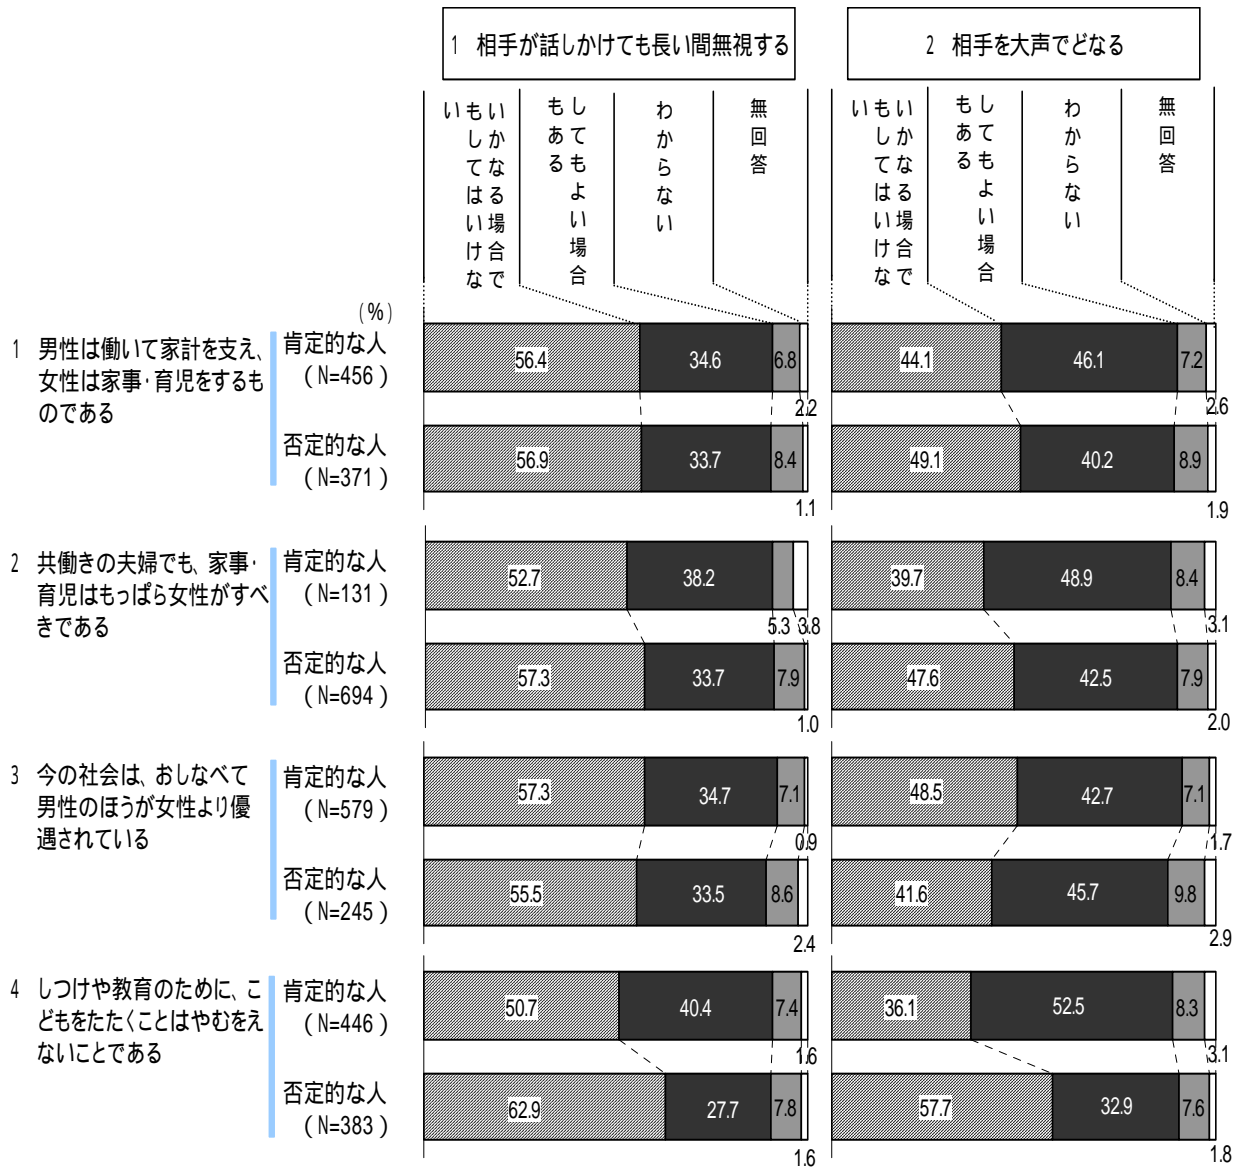 1 相手が話しかけても長い間無視する
2 相手を大声でどなる
いかなる場合で
もしてはいけな
い
してもよい場合
もある
わからない
無回答
いかなる場合で
もしてはいけな
い
してもよい場合
もある
わからない
無回答
(%)
1 男性は働いて家計を支え、
女性は家事・育児をするも
のである
肯定的な人
(N=456)
56.4 34.6 6.8 2.2
44.1 46.1 7.2 2.6
否定的な人
(N=371)
56.9 33.7 8.4 1.1
49.1 40.2 8.9 1.9
2 共働きの夫婦でも、家事・
育児はもっぱら女性がすべ
きである
肯定的な人
(N=131)
52.7 38.2 5.3 3.8
39.7 48.9 8.4 3.1
否定的な人
(N=694)
57.3 33.7 7.9 1.0
47.6 42.5 7.9 2.0
3 今の社会は、おしなべて
男性のほうが女性より優
遇されている
肯定的な人
(N=579)
57.3 34.7 7.1 0.9
48.5 42.7 7.1 1.7
否定的な人
(N=245)
55.5 33.5 8.6 2.4
41.6 45.7 9.8 2.9
4 しつけや教育のために、こ
どもをたたくことはやむをえ
ないことである
肯定的な人
(N=446)
50.7 40.4 7.4 1.6
36.1 52.5 8.3 3.1
否定的な人
(N=383)
62.9 27.7 7.8 1.6
57.7 32.9 7.6 1.8